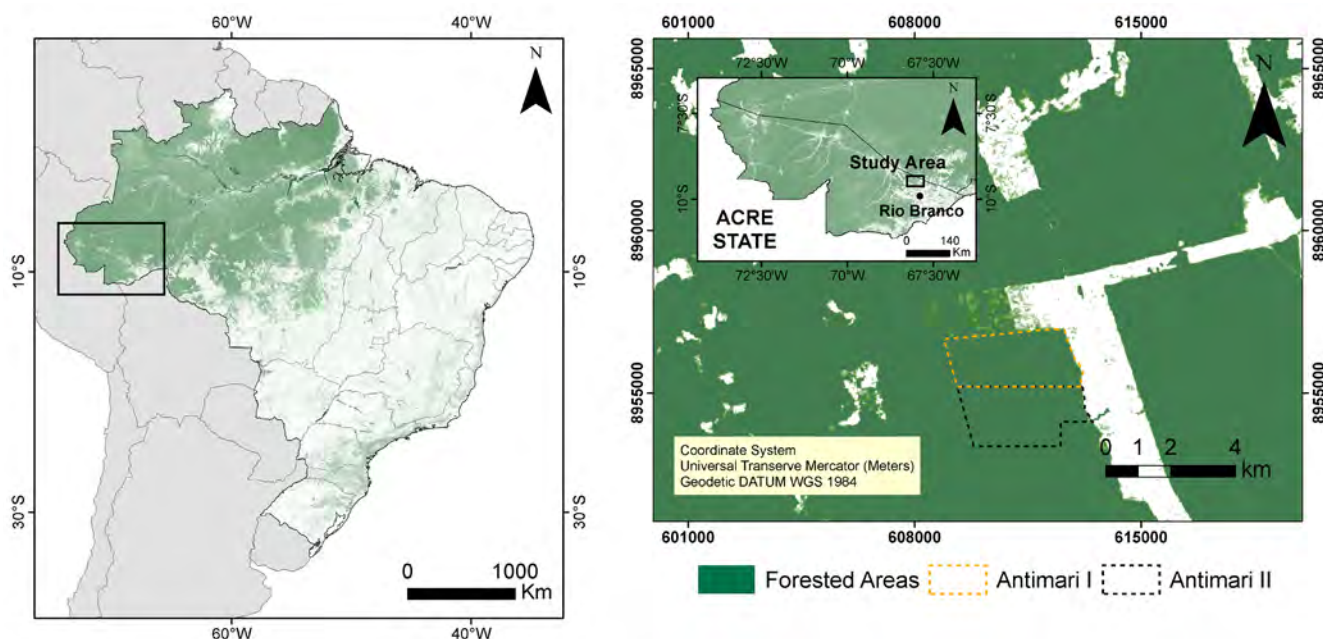 60°W 40°W
N
10°S 10°S
30°S 30°S
0 1000
Km
60°W 40°W
601000 608000 615000
8965000 8965000
8960000 8960000
8955000 8955000
N
72°30'S 70°W 67°30'W
7°30'S 7°30'S
N
Study Area
10°S 10°S
Rio Branco
ACRE
STATE
0 140
Km
72°30'S 70°W 67°30'W
Coordinate System
Universal Transerve Mercator (Meters)
Geodetic DATUM WGS 1984
0 1 2 4
km
601000 608000 615000
Forested Areas Antimari I Antimari II